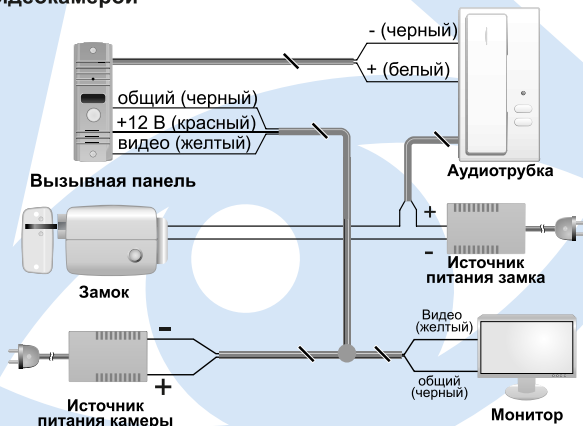 идеокамерой
- (черный)
+ (белый)
общий (черный)
+12 В (красный)
видео (желтый)
Вызывная панель
Аудиотрубка
+
-
Источник
питания замка
Замок
Видео
(желтый)
-
+
общий
(черный)
Источник
питания камеры
Монитор